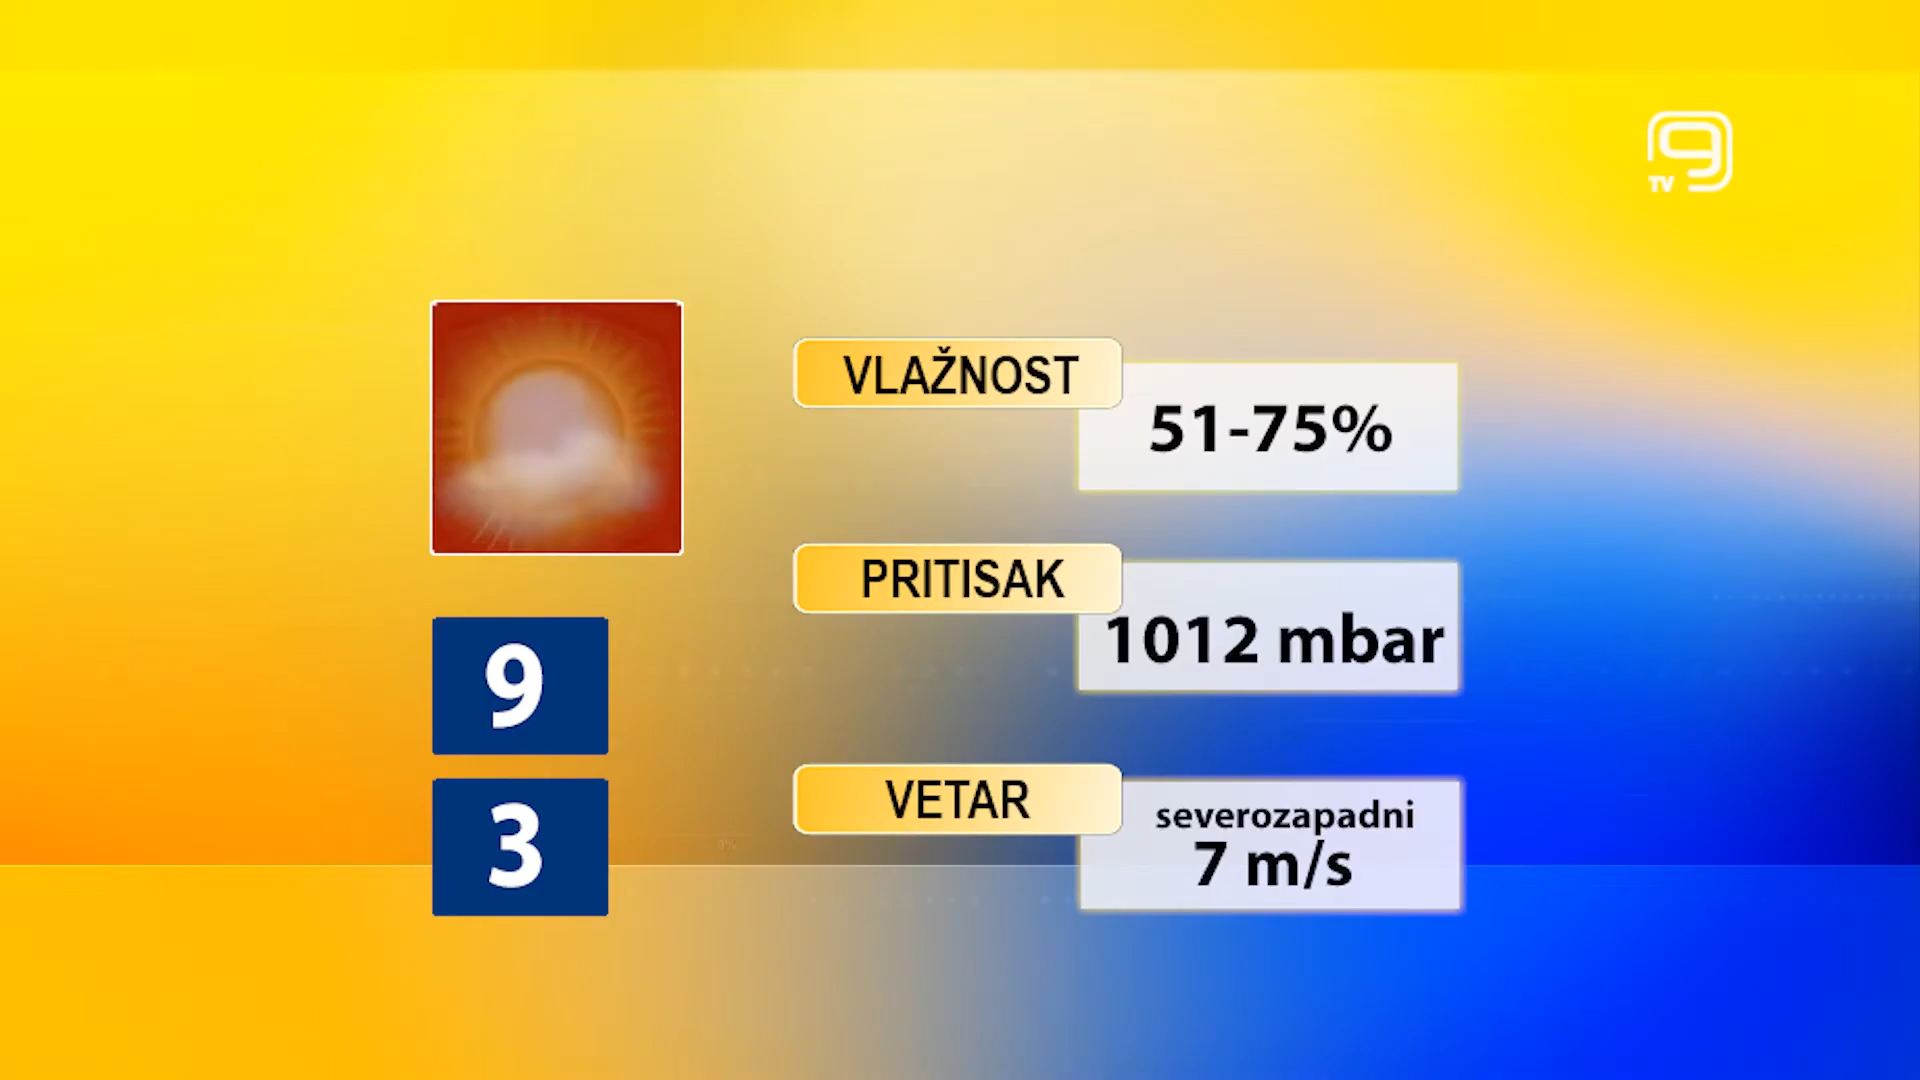 9
TV
VLAŽNOST
51-75%
PRITISAK
1012 mbar
9
3
VETAR
severozapadni
7 m/s